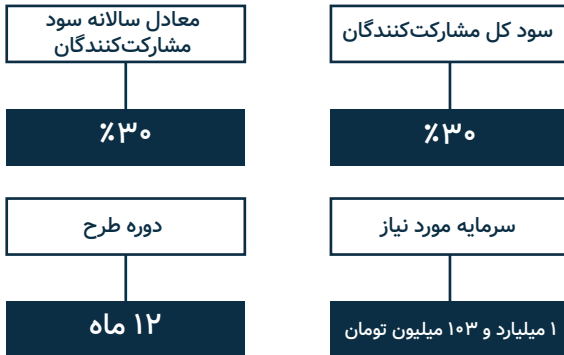 سود کل مشارکت‌کنندگان
۳۰٪
معادل سالانه سود
مشارکت‌کنندگان
۳۰٪
سرمایه مورد نیاز
۱ میلیارد و ۱۰۳ میلیون تومان
دوره طرح
۱۲ ماه